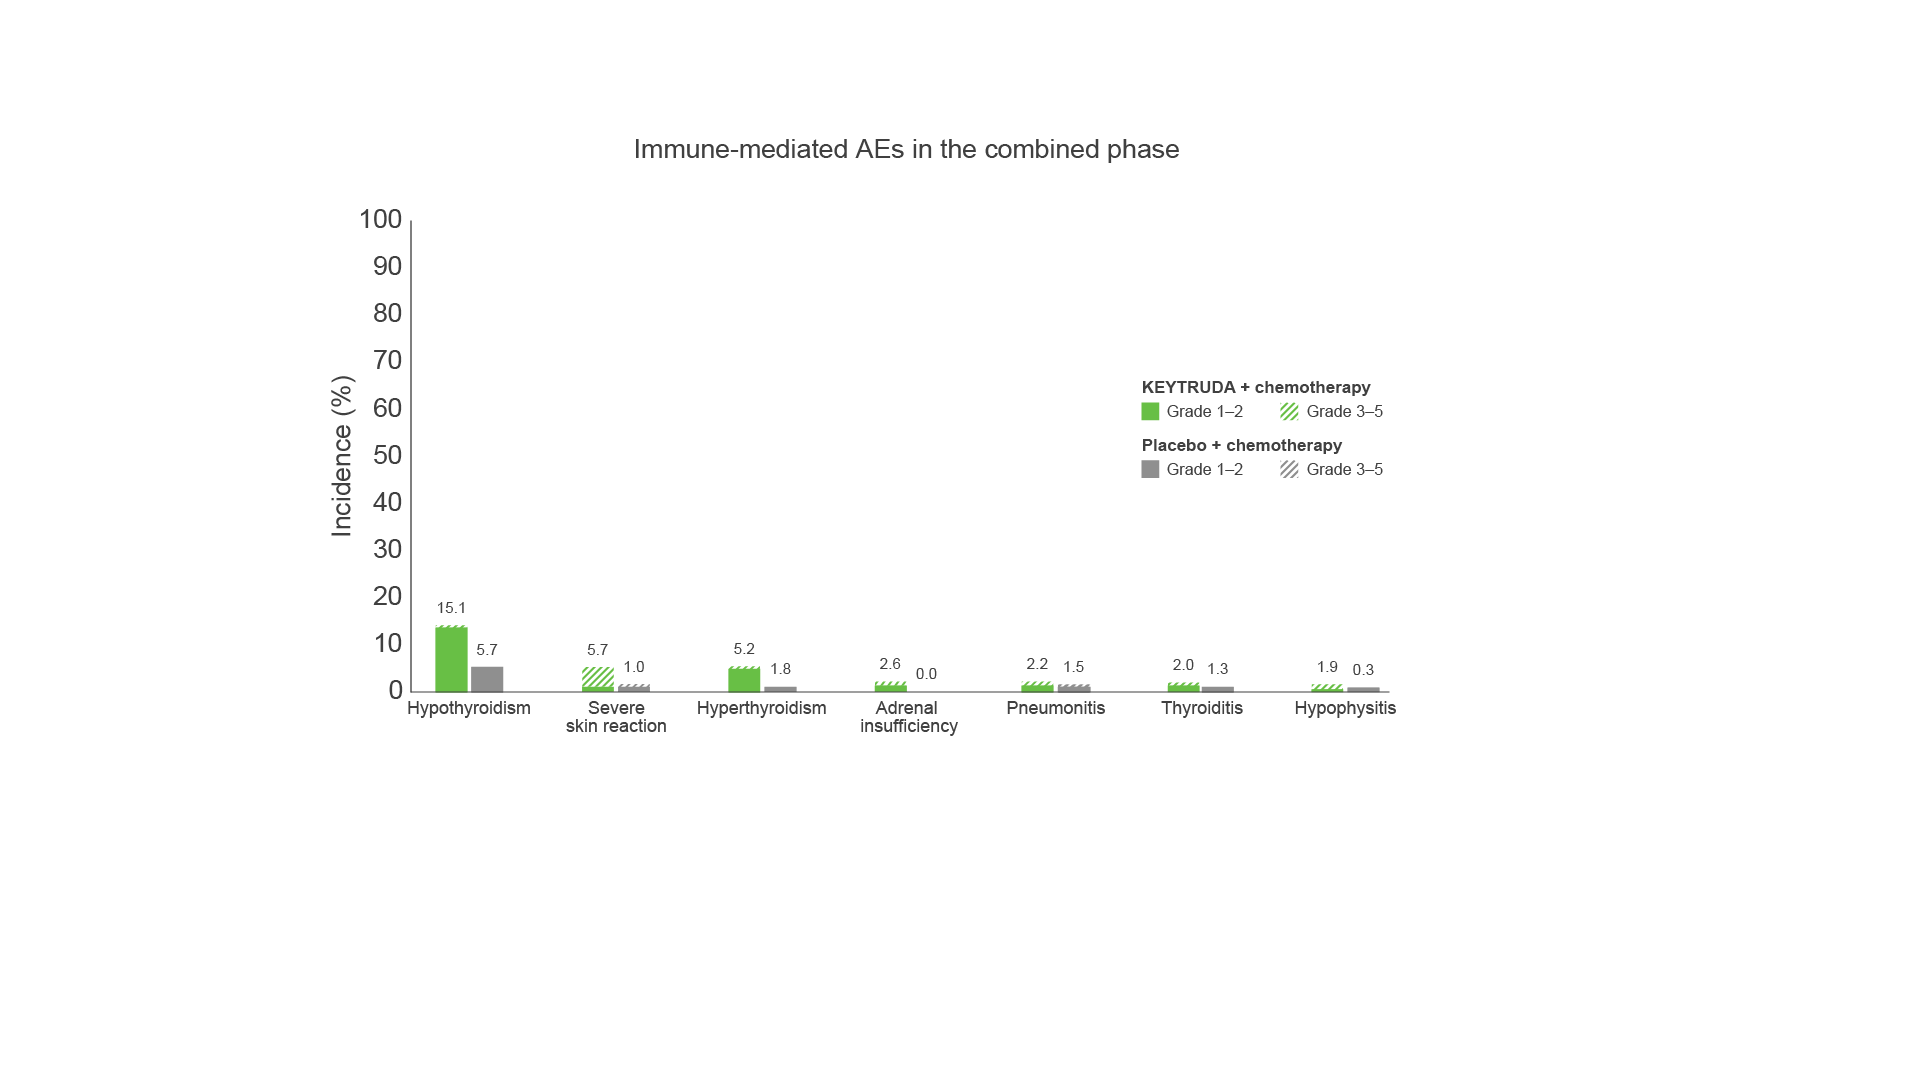 Immune-mediated AEs in the combined phase
Incidence (%)
100
90
80
70
60
50
40
30
20
10
0
KEYTRUDA + chemotherapy
Grade 1–2 Grade 3–5
Placebo + chemotherapy
Grade 1–2 Grade 3–5
15.1 5.7 5.7 1.0 5.2 1.8 2.6 0.0 2.2 1.5 2.0 1.3 1.9 0.3
Hypothyroidism Severe Hyperthyroidism Adrenal Pneumonitis Thyroiditis Hypophysitis
skin reaction insufficiency